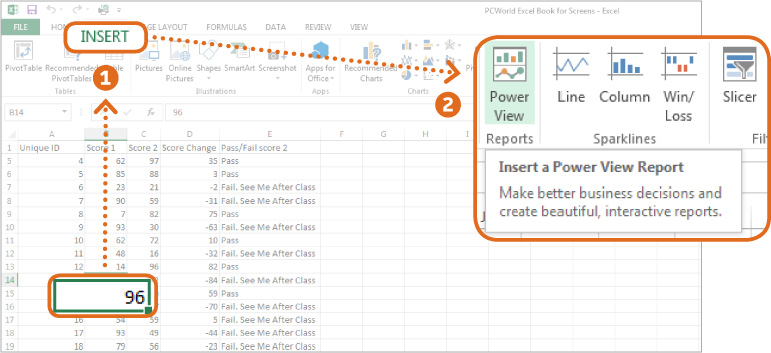 PCWorld Excel Book for Screens - Excel
FILE INSERT PAGE LAYOUT FORMULAS DATA REVIEW VIEW
PivotTable Recommended PivotTables Table Pictures Online Pictures Shapes SmartArt Screenshot Apps for Office Recommended Charts
Tables Illustrations Apps Charts
1
2
Power View Line Column Win/Loss Slicer
Reports Sparklines
Insert a Power View Report
Make better business decisions and
create beautiful, interactive reports.
B14 fx 96
A B C D E F G H I
1 Unique ID Score 1 Score 2 Score Change Pass/Fail score 2
5 4 62 97 35 Pass
6 5 85 88 3 Pass
7 6 23 21 -2 Fail. See Me After Class
8 7 90 59 -31 Fail. See Me After Class
9 8 7 82 75 Pass
10 9 93 30 -63 Fail. See Me After Class
11 10 62 72 10 Pass
12 11 48 16 -32 Fail. See Me After Class
13 12 14 96 82 Pass
14 96 -84 Fail. See Me After Class
15 59 Pass
16 -70 Fail. See Me After Class
17 16 54 59 5 Fail. See Me After Class
18 17 93 49 -44 Fail. See Me After Class
19 18 79 56 -23 Fail. See Me After Class